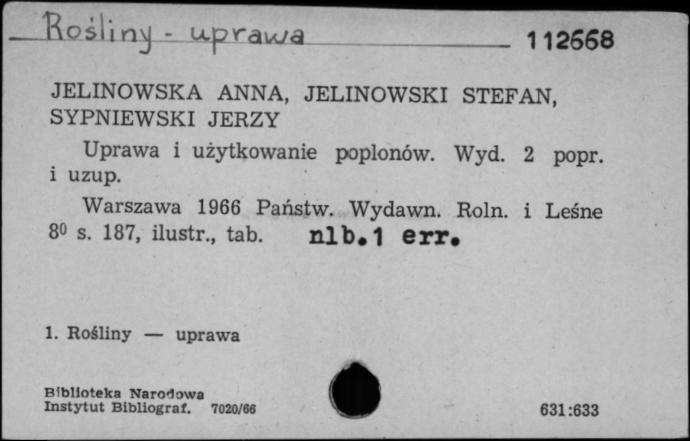 Rośliny - uprawa
112668
JELINOWSKA ANNA, JELINOWSKI STEFAN,
SYPNIEWSKI JERZY
Uprawa i użytkowanie poplonów. Wyd. 2 popr.
i uzup.
Warszawa 1966 Państw. Wydawn. Roln. i Leśne
8⁰ s. 187, ilustr., tab. nlb.1 err.
1. Rośliny — uprawa
Biblioteka Narodowa
Instytut Bibliograf. 7020/66
631:633